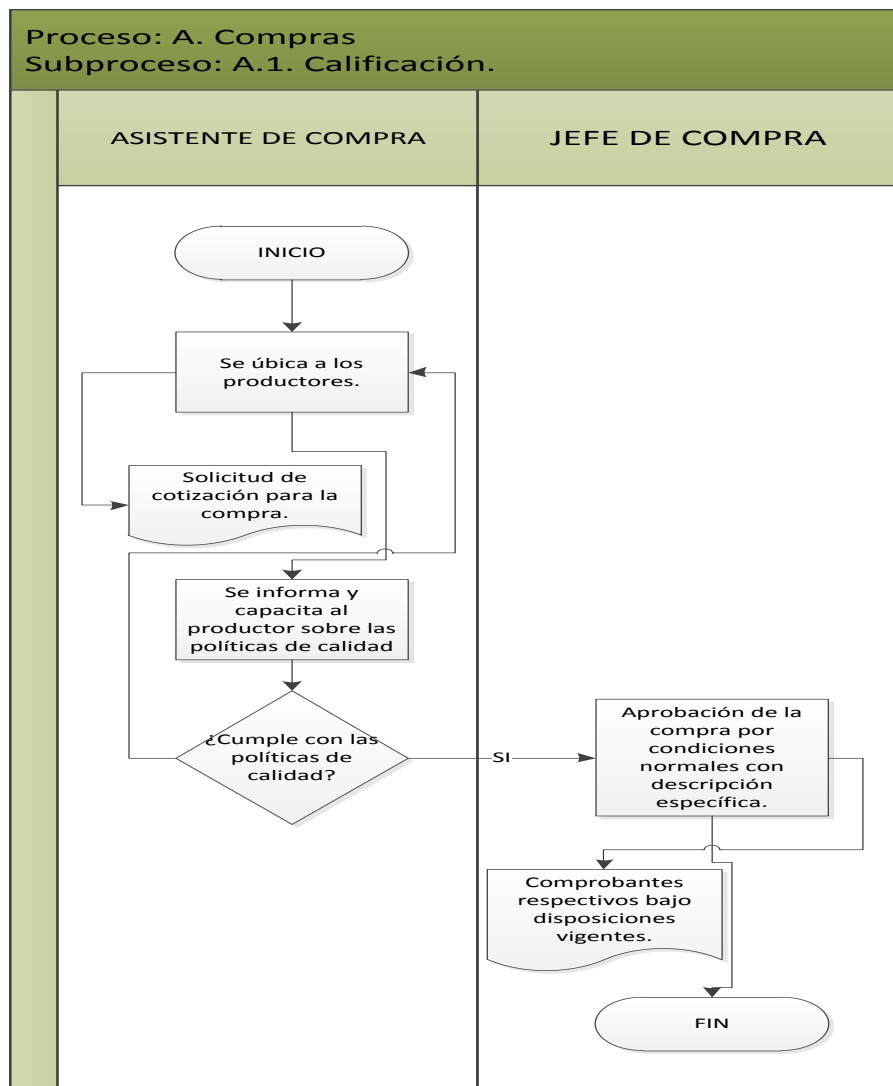 Proceso: A. Compras
Subproceso: A.1. Calificación.
ASISTENTE DE COMPRA
JEFE DE COMPRA
INICIO
Se úbica a los
productores.
Solicitud de
cotización para la
compra.
Se informa y
capacita al
productor sobre las
políticas de calidad
¿Cumple con las
políticas de
calidad?
SI
Aprobación de la
compra por
condiciones
normales con
descripción
específica.
Comprobantes
respectivos bajo
disposiciones
vigentes.
FIN